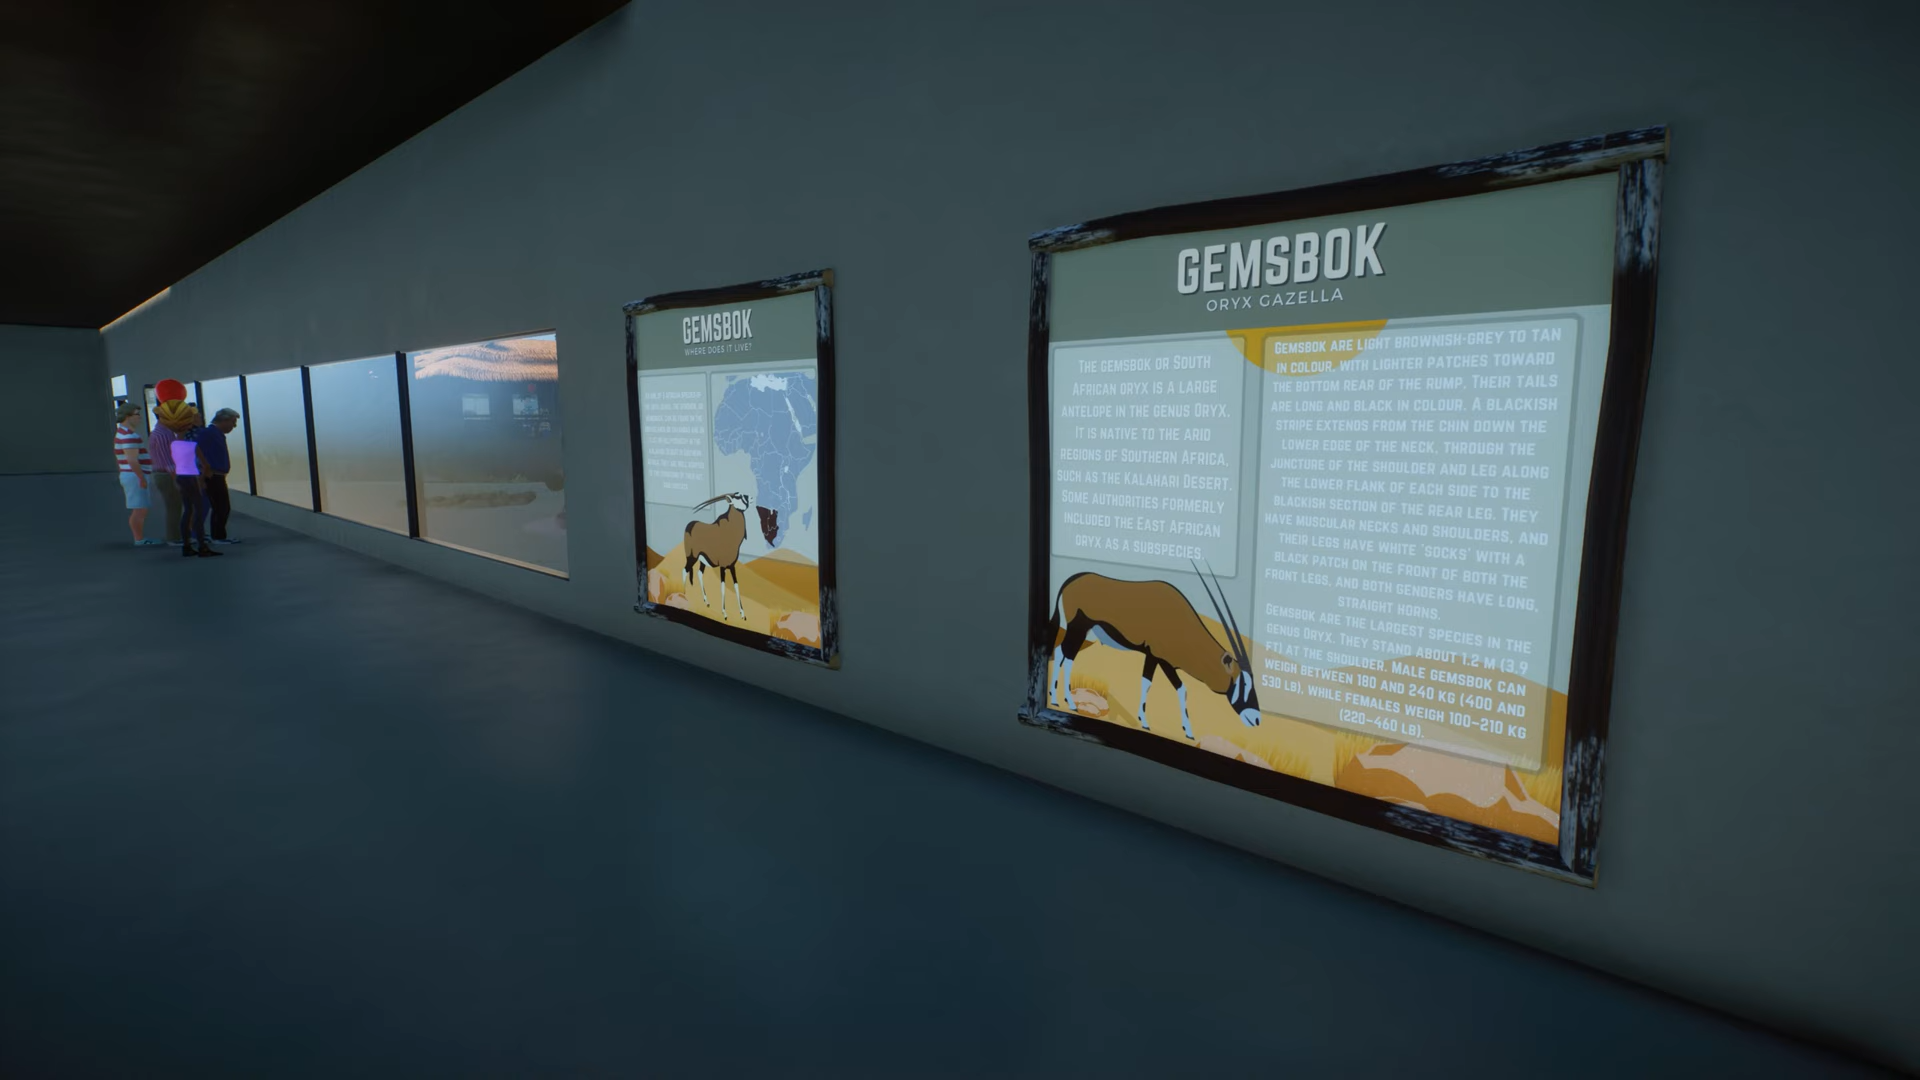 GEMSBOK
WHERE DOES IT LIVE?
GEMSBOK
ORYX GAZELLA
THE GEMSBOK OR SOUTH
AFRICAN ORYX IS A LARGE
ANTELOPE IN THE GENUS ORYX.
IT IS NATIVE TO THE ARID
REGIONS OF SOUTHERN AFRICA,
SUCH AS THE KALAHARI DESERT.
SOME AUTHORITIES FORMERLY
INCLUDED THE EAST AFRICAN
ORYX AS A SUBSPECIES.
GEMSBOK ARE LIGHT BROWNISH-GREY TO TAN
IN COLOUR, WITH LIGHTER PATCHES TOWARD
THE BOTTOM REAR OF THE RUMP. THEIR TAILS
ARE LONG AND BLACK IN COLOUR. A BLACKISH
STRIPE EXTENDS FROM THE CHIN DOWN THE
LOWER EDGE OF THE NECK, THROUGH THE
JUNCTURE OF THE SHOULDER AND LEG ALONG
THE LOWER FLANK OF EACH SIDE TO THE
BLACKISH SECTION OF THE REAR LEG. THEY
HAVE MUSCULAR NECKS AND SHOULDERS, AND
THEIR LEGS HAVE WHITE 'SOCKS' WITH A
BLACK PATCH ON THE FRONT OF BOTH THE
FRONT LEGS, AND BOTH GENDERS HAVE LONG,
STRAIGHT HORNS.
GEMSBOK ARE THE LARGEST SPECIES IN THE
GENUS ORYX. THEY STAND ABOUT 1.2 M (3.9
FT) AT THE SHOULDER. MALE GEMSBOK CAN
WEIGH BETWEEN 180 AND 240 KG (400 AND
530 LB), WHILE FEMALES WEIGH 100–210 KG
(220–460 LB).